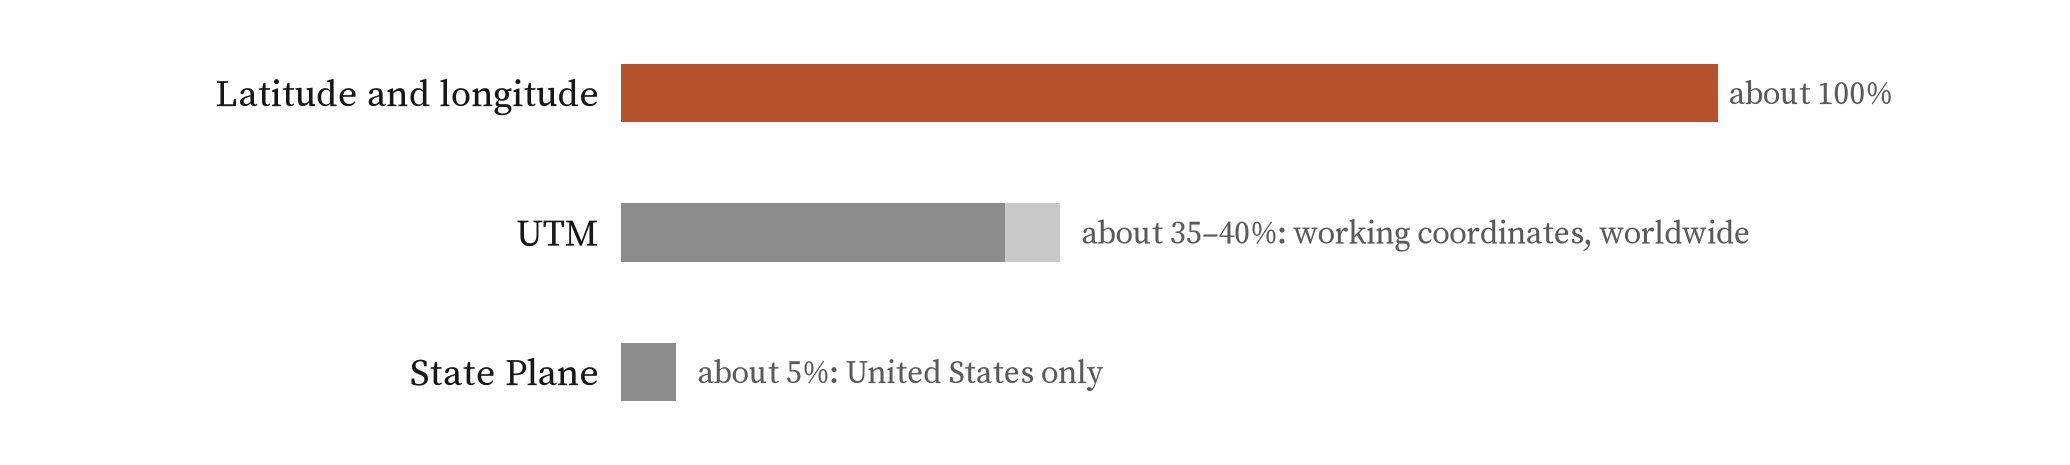 Latitude and longitude about 100%
UTM about 35–40%: working coordinates, worldwide
State Plane about 5%: United States only